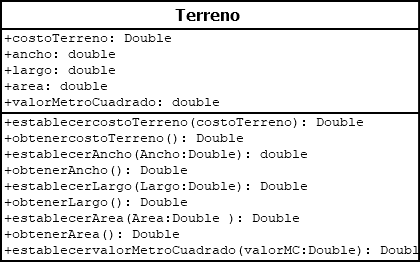 Terreno
+costoTerreno: Double
+ancho: double
+largo: double
+area: double
+valorMetroCuadrado: double
+establecercostoTerreno(costoTerreno): Double
+obtenercostoTerreno(): Double
+establecerAncho(Ancho:Double): double
+obtenerAncho(): Double
+establecerLargo(Largo:Double): Double
+obtenerLargo(): Double
+establecerArea(Area:Double ): Double
+obtenerArea(): Double
+establecervalorMetroCuadrado(valorMC:Double): Doubl